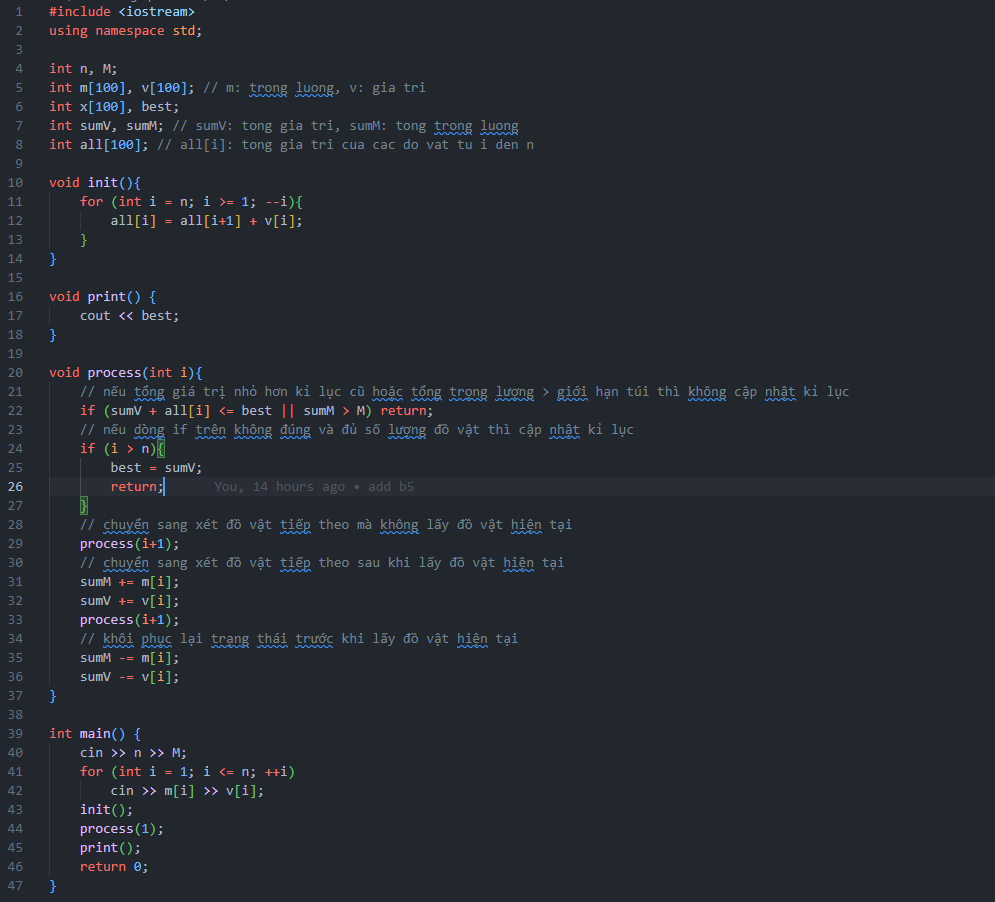 1 #include <iostream>
2 using namespace std;
3
4 int n, M;
5 int m[100], v[100]; // m: trong luong, v: gia tri
6 int x[100], best;
7 int sumV, sumM; // sumV: tong gia tri, sumM: tong trong luong
8 int all[100]; // all[i]: tong gia tri cua cac do vat tu i den n
9
10 void init(){
11 for (int i = n; i >= 1; --i){
12 all[i] = all[i+1] + v[i];
13 }
14 }
15
16 void print() {
17 cout << best;
18 }
19
20 void process(int i){
21 // nếu tổng giá trị nhỏ hơn kỉ lục cũ hoặc tổng trọng lượng > giới hạn túi thì không cập nhật kỉ lục
22 if (sumV + all[i] <= best || sumM > M) return;
23 // nếu dòng if trên không đúng và đủ số lượng đồ vật thì cập nhật kỉ lục
24 if (i > n){
25 best = sumV;
26 return; You, 14 hours ago • add b5
27 }
28 // chuyển sang xét đồ vật tiếp theo mà không lấy đồ vật hiện tại
29 process(i+1);
30 // chuyển sang xét đồ vật tiếp theo sau khi lấy đồ vật hiện tại
31 sumM += m[i];
32 sumV += v[i];
33 process(i+1);
34 // khôi phục lại trạng thái trước khi lấy đồ vật hiện tại
35 sumM -= m[i];
36 sumV -= v[i];
37 }
38
39 int main() {
40 cin >> n >> M;
41 for (int i = 1; i <= n; ++i)
42 cin >> m[i] >> v[i];
43 init();
44 process(1);
45 print();
46 return 0;
47 }